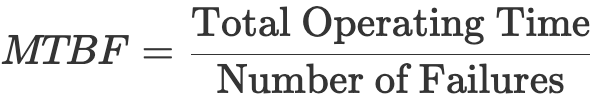 MTBF = Total Operating Time / Number of Failures